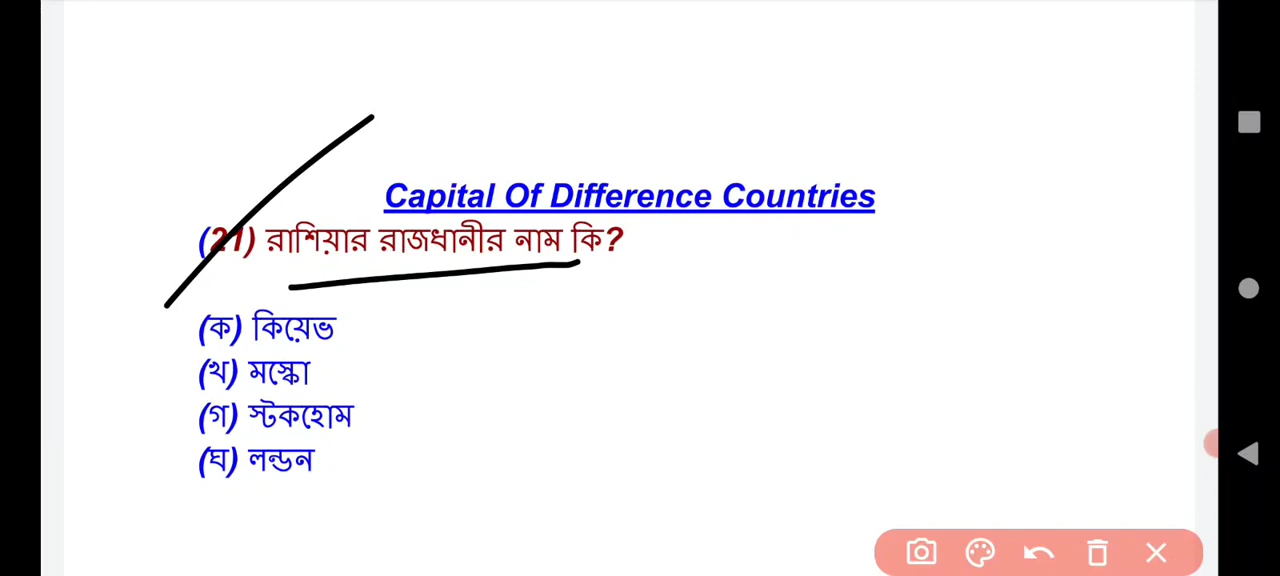 Capital Of Difference Countries
(21) রাশিয়ার রাজধানীর নাম কি?
(ক) কিয়েভ
(খ) মস্কো
(গ) স্টকহোম
(ঘ) লন্ডন